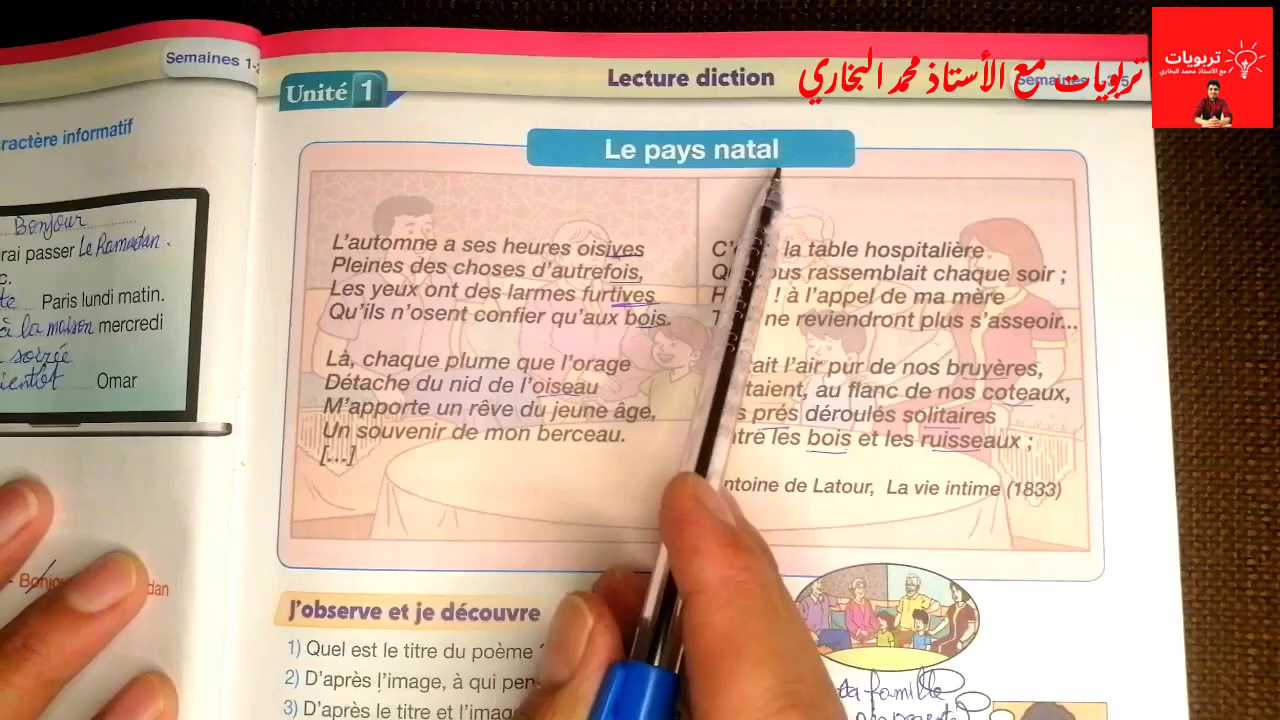 Semaines 1-2
ractère informatif
Bonjour
rai passer Le Ramadan.
c.
te Paris lundi matin.
à la maison mercredi
soirée
ientôt Omar
dan
Unité 1
Lecture diction
Semaines
تربويات مع الأستاذ محمد البخاري
تربويات
مع الأستاذ محمد البخاري
Le pays natal
L'automne a ses heures oisives
Pleines des choses d'autrefois,
Les yeux ont des larmes furtives
Qu'ils n'osent confier qu'aux bois.
Là, chaque plume que l'orage
Détache du nid de l'oiseau
M'apporte un rêve du jeune âge,
Un souvenir de mon berceau.
[...]
C' la table hospitalière
Q ous rassemblait chaque soir ;
H ! à l'appel de ma mère
T ne reviendront plus s'asseoir...
tait l'air pur de nos bruyères,
taient, au flanc de nos coteaux,
s prés déroulés solitaires
ntre les bois et les ruisseaux ;
ntoine de Latour, La vie intime (1833)
J'observe et je découvre
1) Quel est le titre du poème ?
2) D'après l'image, à qui pen
3) D'après le titre et l'imag
sa famille